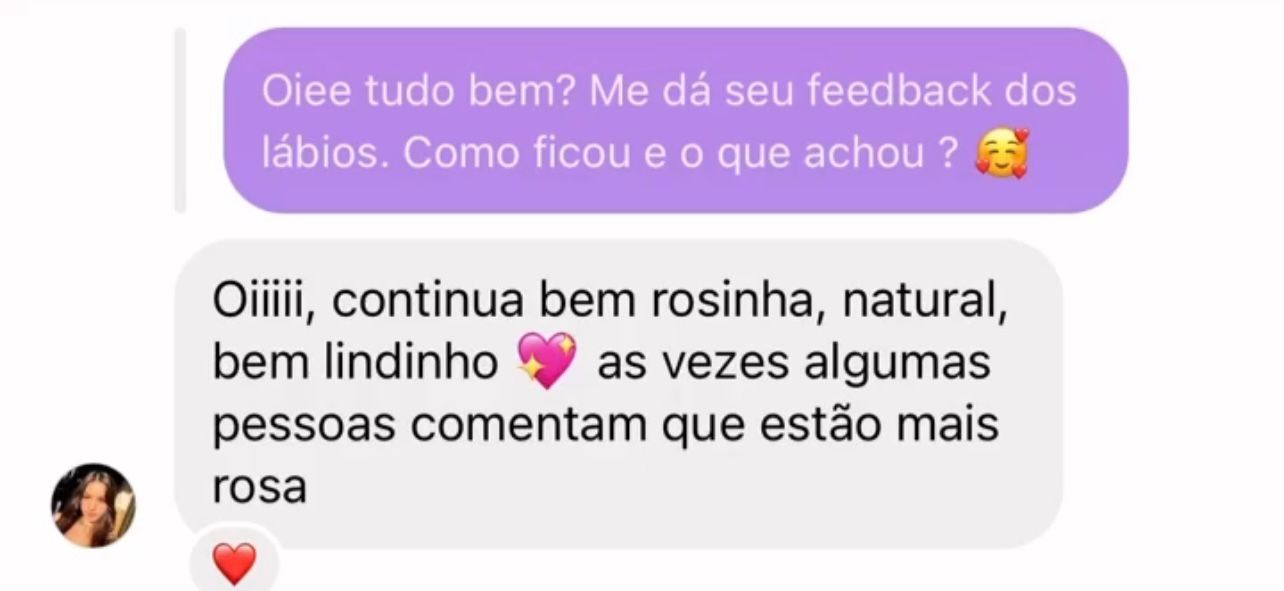 Oiee tudo bem? Me dá seu feedback dos
lábios. Como ficou e o que achou ? 🥰
Oiiiii, continua bem rosinha, natural,
bem lindinho 💖 as vezes algumas
pessoas comentam que estão mais
rosa
❤️